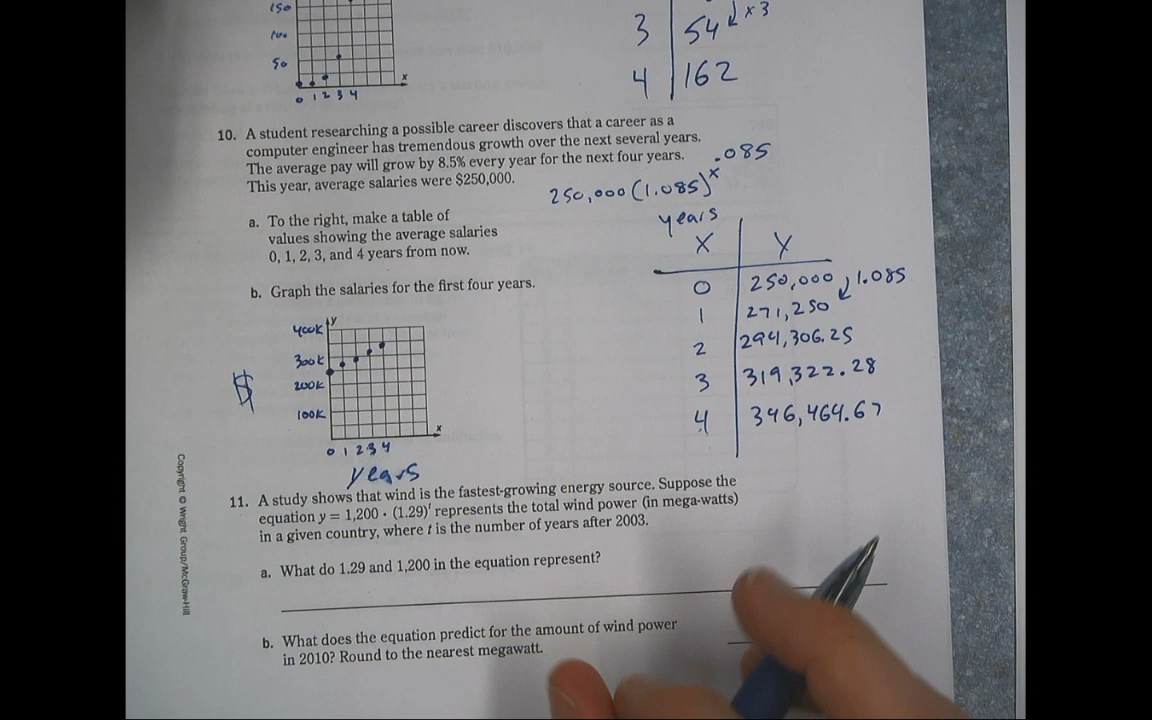 150
100
50
0 1 2 3 4
x
3 54 x 3
4 162
10. A student researching a possible career discovers that a career as a
computer engineer has tremendous growth over the next several years.
The average pay will grow by 8.5% every year for the next four years.
This year, average salaries were $250,000.
.085
250,000(1.085)^x
a. To the right, make a table of
values showing the average salaries
0, 1, 2, 3, and 4 years from now.
years
X Y
0 250,000 1.085
1 271,250
2 294,306.25
3 319,322.28
4 346,464.67
b. Graph the salaries for the first four years.
y
400K
300K
200K
100K
$
x
0 1 2 3 4
years
11. A study shows that wind is the fastest-growing energy source. Suppose the
equation y = 1,200 · (1.29)^t represents the total wind power (in mega-watts)
in a given country, where t is the number of years after 2003.
a. What do 1.29 and 1,200 in the equation represent?
b. What does the equation predict for the amount of wind power
in 2010? Round to the nearest megawatt.
Copyright © Wright Group/McGraw-Hill